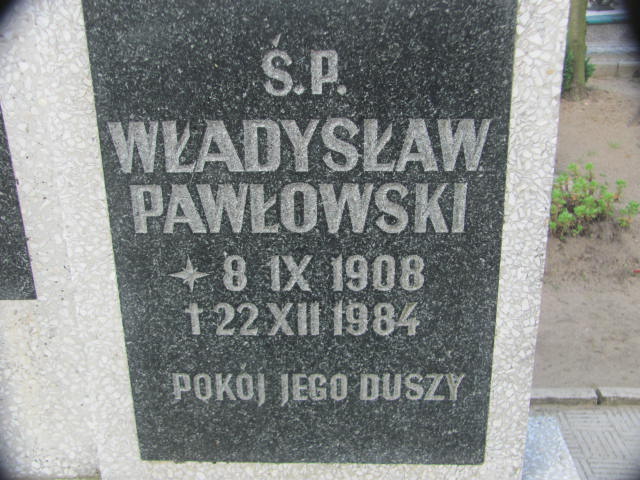 Ś.P.
WŁADYSŁAW
PAWŁOWSKI
8 IX 1908
† 22 XII 1984
POKÓJ JEGO DUSZY